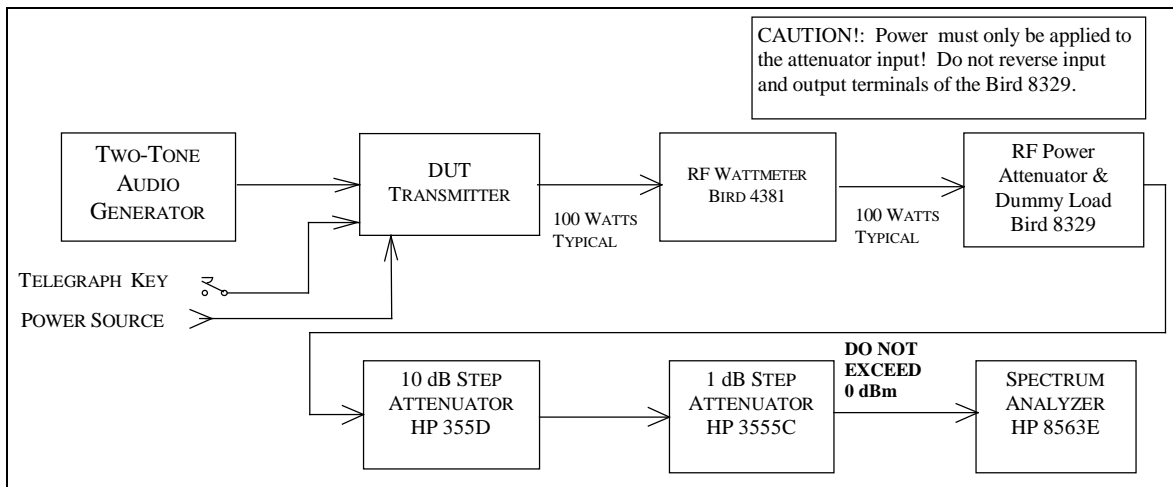 CAUTION!: Power must only be applied to
the attenuator input! Do not reverse input
and output terminals of the Bird 8329.
TWO-TONE
AUDIO
GENERATOR
DUT
TRANSMITTER
RF WATTMETER
BIRD 4381
RF Power
Attenuator &
Dummy Load
Bird 8329
100 WATTS
TYPICAL
100 WATTS
TYPICAL
TELEGRAPH KEY
POWER SOURCE
10 dB STEP
ATTENUATOR
HP 355D
1 dB STEP
ATTENUATOR
HP 3555C
DO NOT
EXCEED
0 dBm
SPECTRUM
ANALYZER
HP 8563E